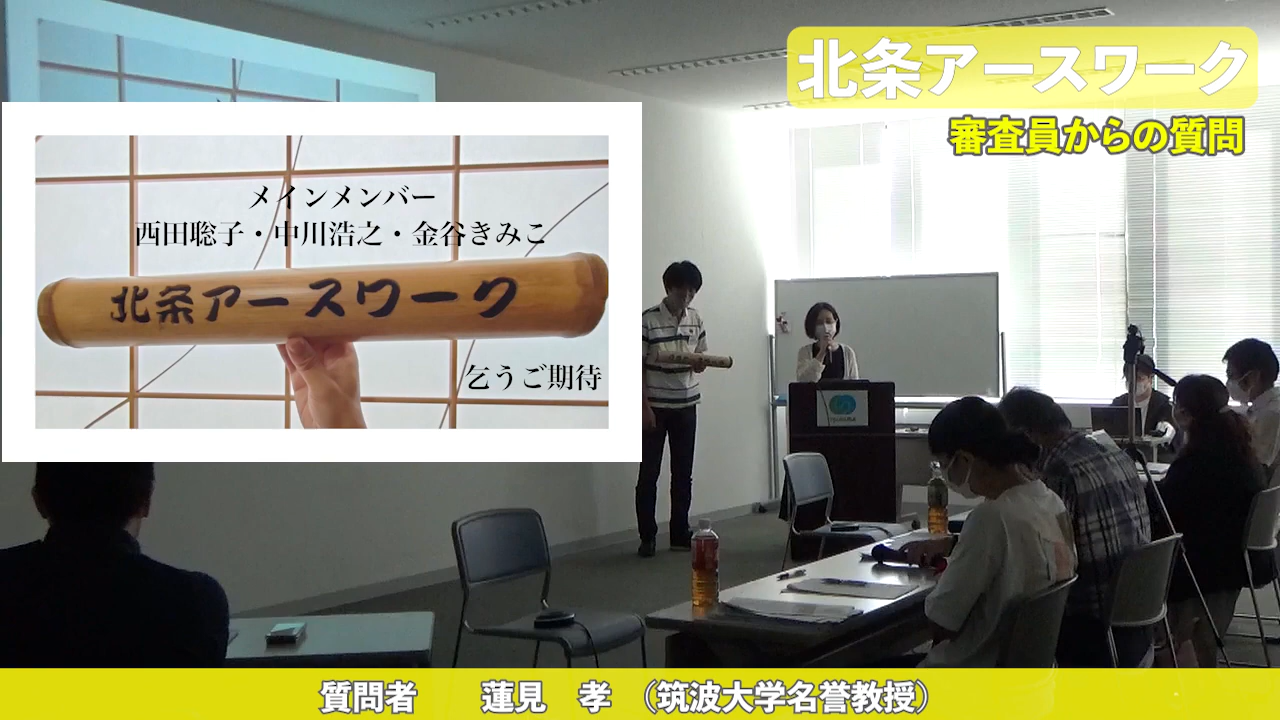 北条アースワーク
審査員からの質問
メインメンバー
西田聡子・中川浩之・金谷きみこ
北条アースワーク
乞うご期待
質問者 蓮見 孝 （筑波大学名誉教授）